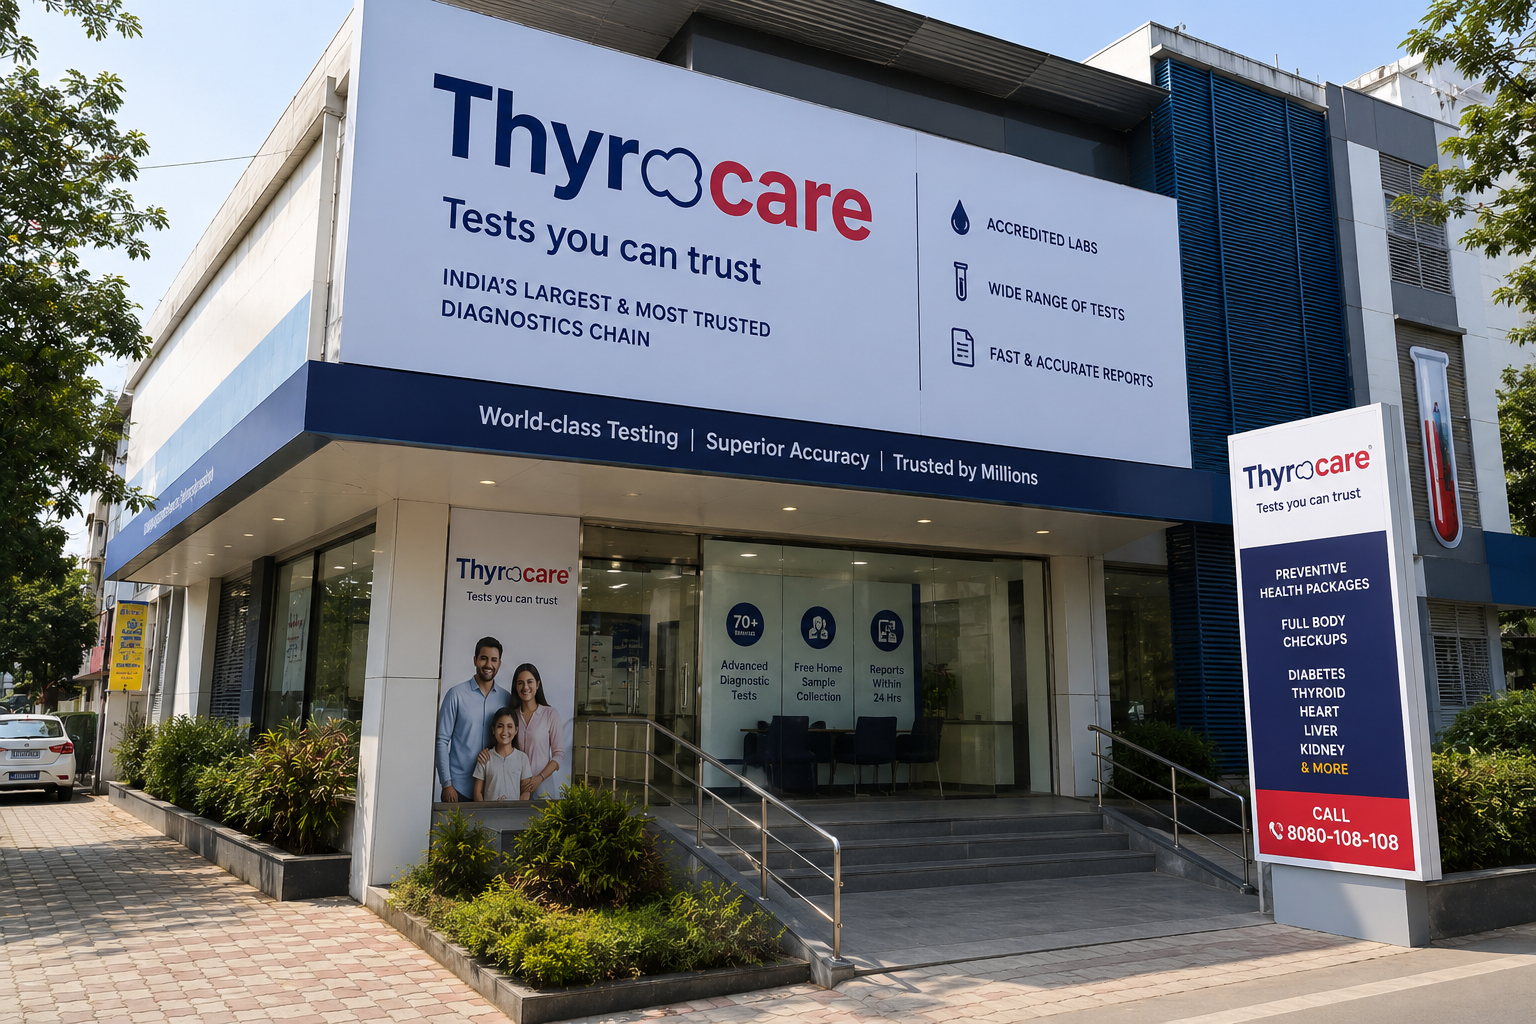 Thyrocare
Tests you can trust
INDIA'S LARGEST & MOST TRUSTED
DIAGNOSTICS CHAIN
ACCREDITED LABS
WIDE RANGE OF TESTS
FAST & ACCURATE REPORTS
World-class Testing | Superior Accuracy | Trusted by Millions
Thyrocare®
Tests you can trust
70+
Advanced
Diagnostic
Tests
Free Home
Sample
Collection
Reports
Within
24 Hrs
Thyrocare®
Tests you can trust
PREVENTIVE
HEALTH PACKAGES
FULL BODY
CHECKUPS
DIABETES
THYROID
HEART
LIVER
KIDNEY
& MORE
CALL
8080-108-108